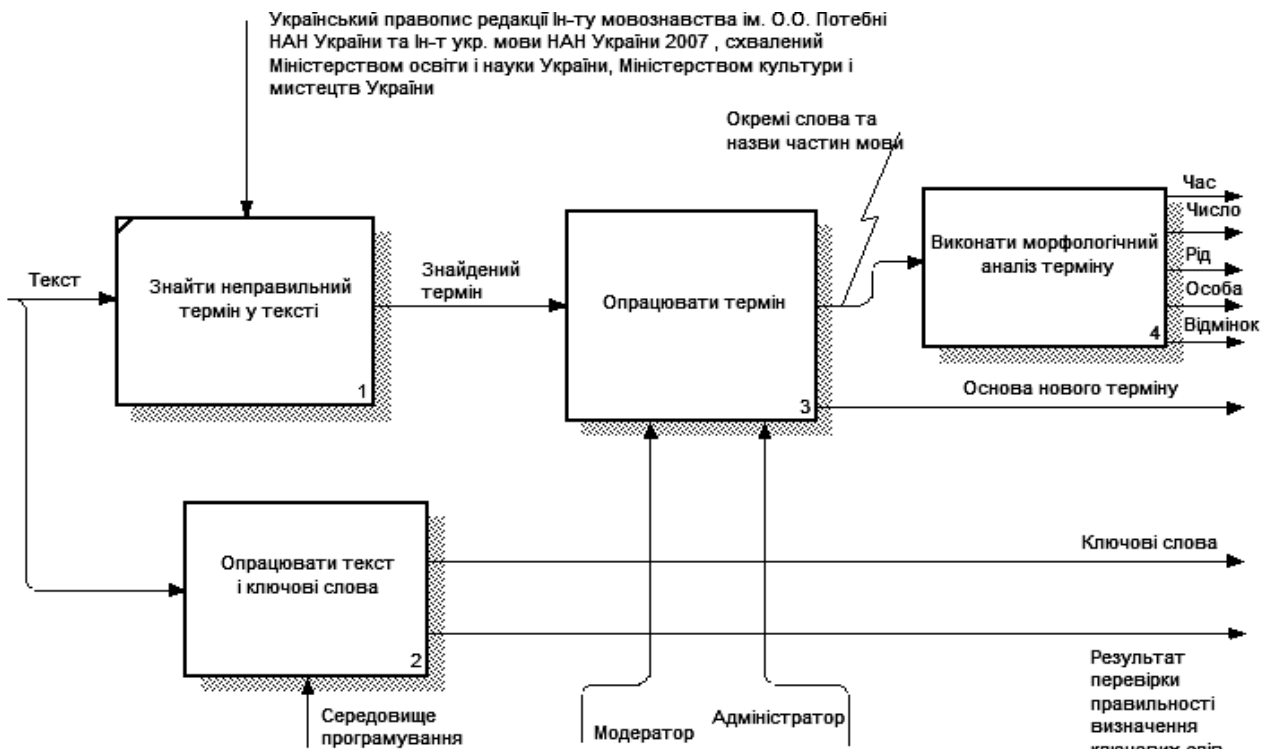 Український правопис редакції Ін-ту мовознавства ім. О.О. Потебні
НАН України та Ін-т укр. мови НАН України 2007 , схвалений
Міністерством освіти і науки України, Міністерством культури і
мистецтв України
Окремі слова та
назви частин мови
Текст
Знайти неправильний
термін у тексті
1
Знайдений
термін
Опрацювати термін
3
Виконати морфологічний
аналіз терміну
4
Час
Число
Рід
Особа
Відмінок
Основа нового терміну
Опрацювати текст
і ключові слова
2
Ключові слова
Результат
перевірки
правильності
визначення
ключових слів
Середовище
програмування
Модератор
Адміністратор